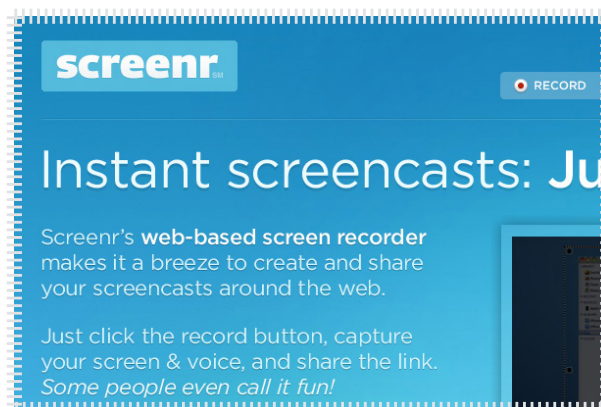 screenr
SM
RECORD
Instant screencasts: Ju
Screenr's web-based screen recorder
makes it a breeze to create and share
your screencasts around the web.
Just click the record button, capture
your screen & voice, and share the link.
Some people even call it fun!